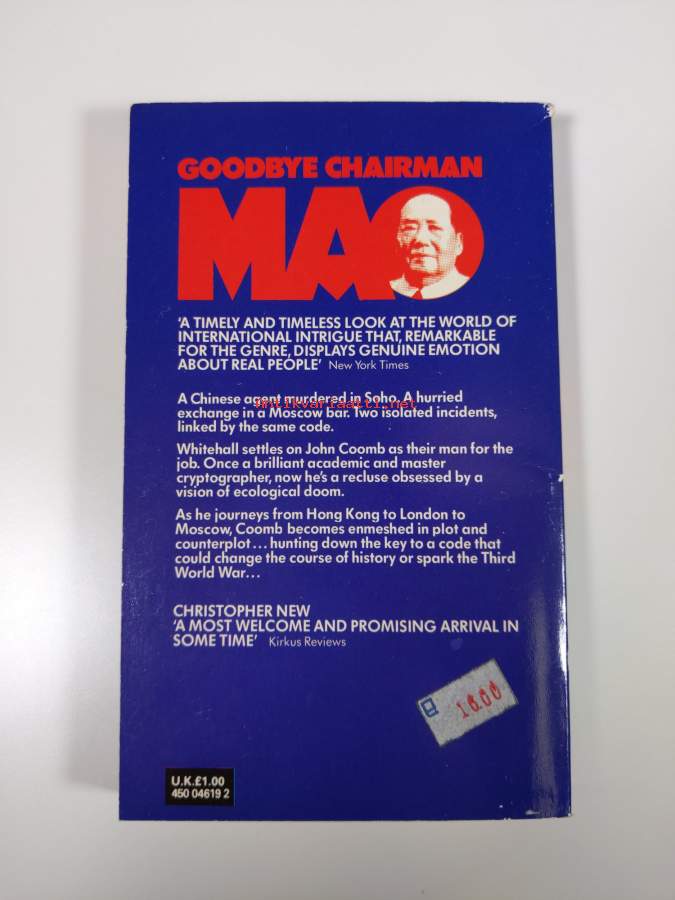 GOODBYE CHAIRMAN
MAO
'A TIMELY AND TIMELESS LOOK AT THE WORLD OF
INTERNATIONAL INTRIGUE THAT, REMARKABLE
FOR THE GENRE, DISPLAYS GENUINE EMOTION
ABOUT REAL PEOPLE' New York Times
A Chinese agent murdered in Soho. A hurried
antikvariaatti.net
exchange in a Moscow bar. Two isolated incidents,
linked by the same code.
Whitehall settles on John Coomb as their man for the
job. Once a brilliant academic and master
cryptographer, now he's a recluse obsessed by a
vision of ecological doom.
As he journeys from Hong Kong to London to
Moscow, Coomb becomes enmeshed in plot and
counterplot... hunting down the key to a code that
could change the course of history or spark the Third
World War...
CHRISTOPHER NEW
'A MOST WELCOME AND PROMISING ARRIVAL IN
SOME TIME' Kirkus Reviews
16.00
U.K.£1.00
450 04619 2